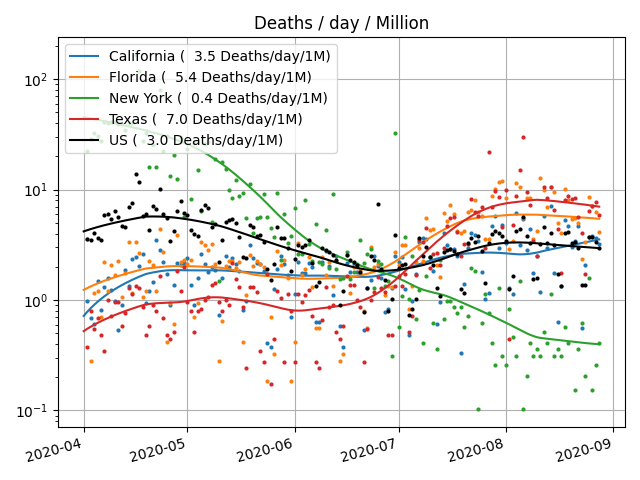 Deaths / day / Million
California (  3.5 Deaths/day/1M)
Florida (  5.4 Deaths/day/1M)
New York (  0.4 Deaths/day/1M)
Texas (  7.0 Deaths/day/1M)
US (  3.0 Deaths/day/1M)
10²
10¹
10⁰
10⁻¹
2020-04
2020-05
2020-06
2020-07
2020-08
2020-09